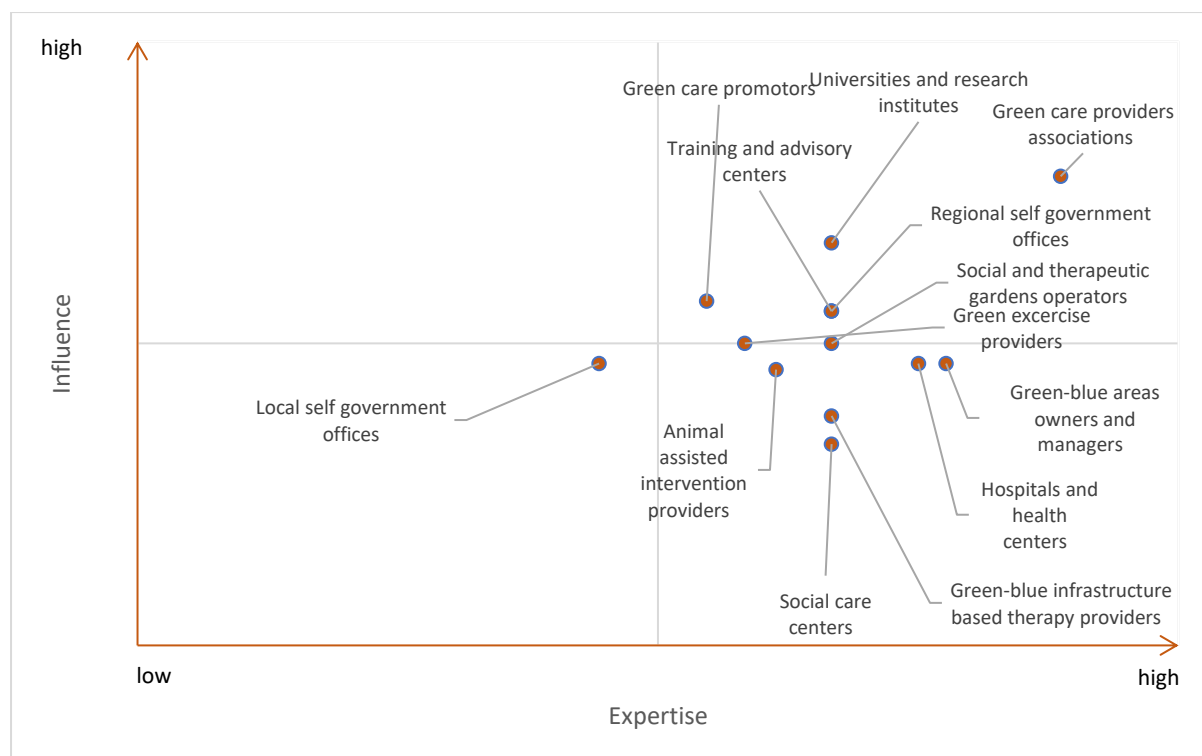 high
Universities and research
institutes
Green care promotors
Green care providers
associations
Training and advisory
centers
Regional self government
offices
Social and therapeutic
gardens operators
Green excercise
providers
Influence
Local self government
offices
Green-blue areas
owners and
managers
Animal
assisted
intervention
providers
Hospitals and
health
centers
Green-blue infrastructure
based therapy providers
Social care
centers
low
high
Expertise